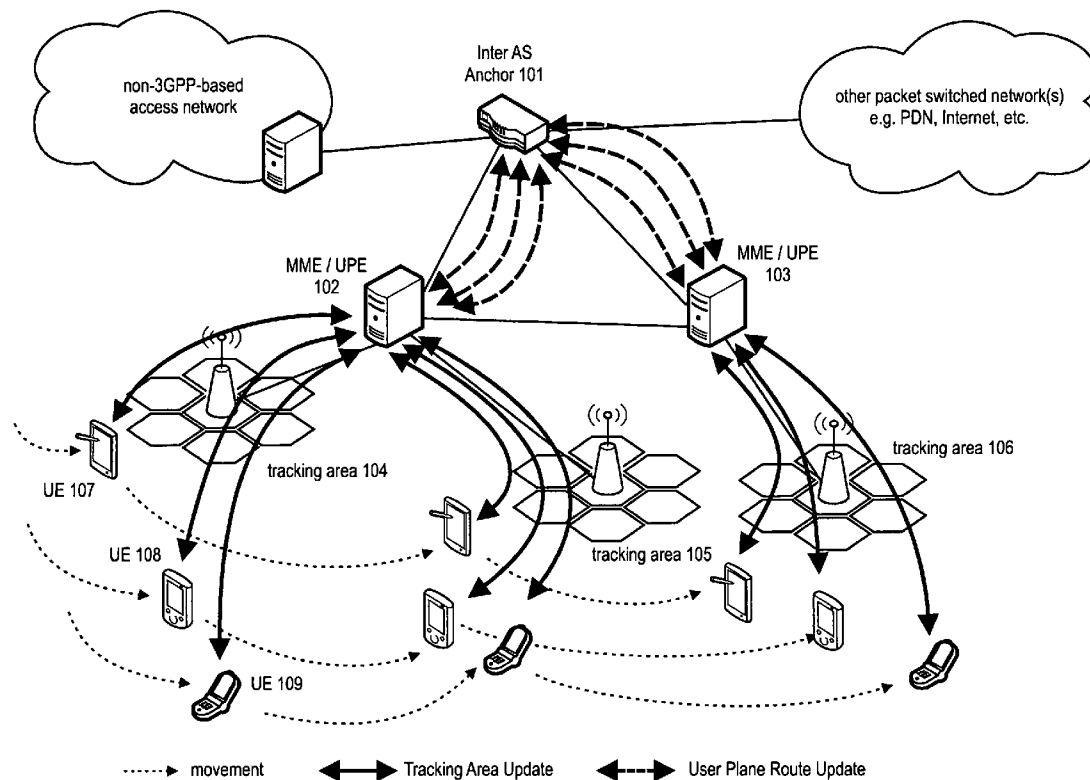 Inter AS
Anchor 101
non-3GPP-based
access network
other packet switched network(s)
e.g. PDN, Internet, etc.
MME / UPE
102
MME / UPE
103
tracking area 104
tracking area 106
UE 107
UE 108
tracking area 105
UE 109
movement
Tracking Area Update
User Plane Route Update